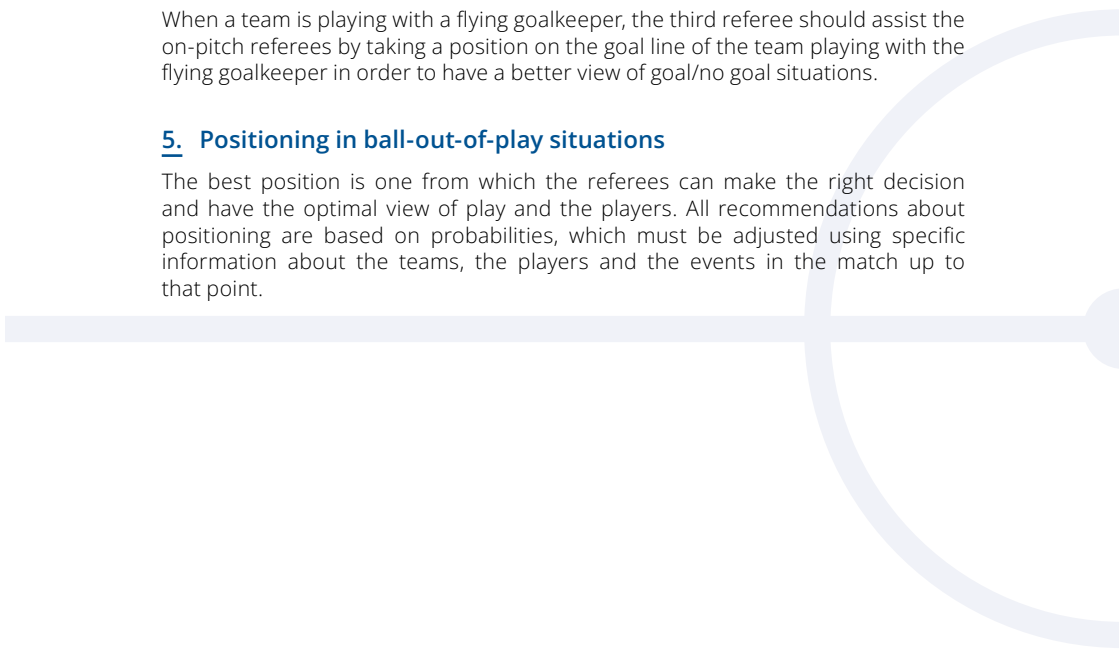 When a team is playing with a flying goalkeeper, the third referee should assist the
on-pitch referees by taking a position on the goal line of the team playing with the
flying goalkeeper in order to have a better view of goal/no goal situations.
5. Positioning in ball-out-of-play situations
The best position is one from which the referees can make the right decision
and have the optimal view of play and the players. All recommendations about
positioning are based on probabilities, which must be adjusted using specific
information about the teams, the players and the events in the match up to
that point.